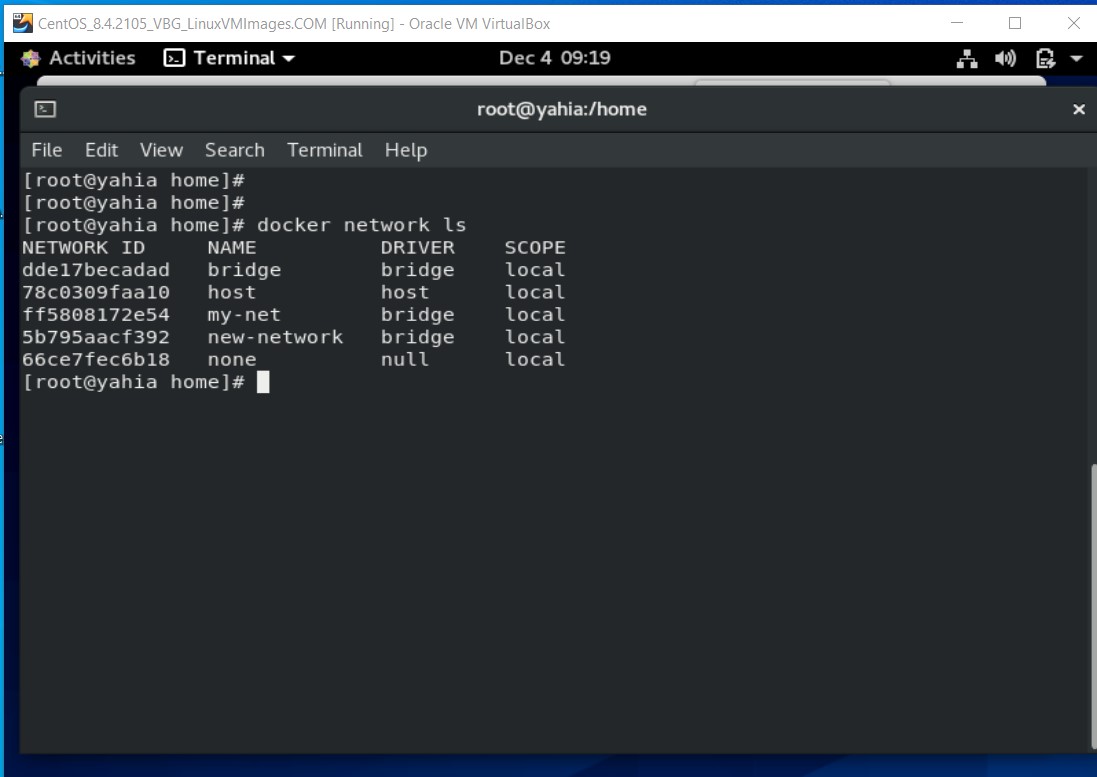 CentOS_8.4.2105_VBG_LinuxVMImages.COM [Running] - Oracle VM VirtualBox
Activities Terminal Dec 4 09:19
root@yahia:/home
File Edit View Search Terminal Help
[root@yahia home]#
[root@yahia home]#
[root@yahia home]# docker network ls
NETWORK ID NAME DRIVER SCOPE
dde17becadad bridge bridge local
78c0309faa10 host host local
ff5808172e54 my-net bridge local
5b795aacf392 new-network bridge local
66ce7fec6b18 none null local
[root@yahia home]#